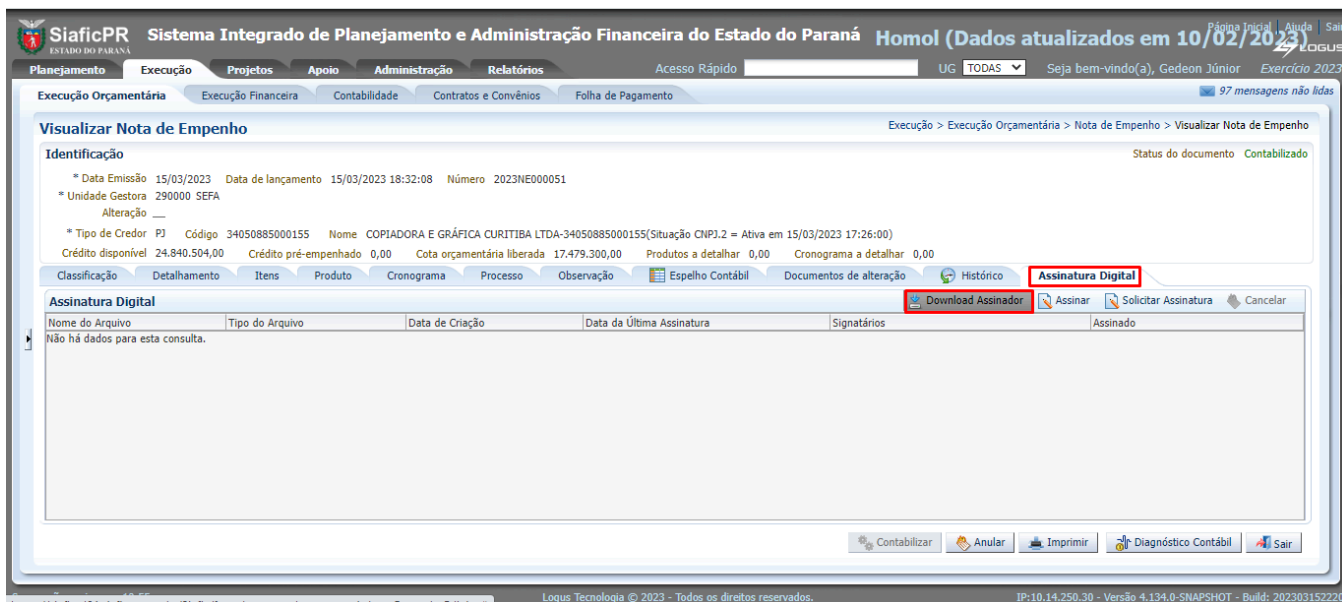 Página Inicial | Ajuda | Sair
SiaficPR Sistema Integrado de Planejamento e Administração Financeira do Estado do Paraná Homol (Dados atualizados em 10/02/2023)
ESTADO DO PARANÁ
LOGUS
Planejamento Execução Projetos Apoio Administração Relatórios Acesso Rápido UG TODAS Seja bem-vindo(a), Gedeon Júnior Exercício 2023
Execução Orçamentária Execução Financeira Contabilidade Contratos e Convênios Folha de Pagamento 97 mensagens não lidas
Visualizar Nota de Empenho Execução > Execução Orçamentária > Nota de Empenho > Visualizar Nota de Empenho
Identificação Status do documento Contabilizado
* Data Emissão 15/03/2023 Data de lançamento 15/03/2023 18:32:08 Número 2023NE000051
* Unidade Gestora 290000 SEFA
Alteração __
* Tipo de Credor PJ Código 34050885000155 Nome COPIADORA E GRÁFICA CURITIBA LTDA-34050885000155(Situação CNPJ.2 = Ativa em 15/03/2023 17:26:00)
Crédito disponível 24.840.504,00 Crédito pré-empenhado 0,00 Cota orçamentária liberada 17.479.300,00 Produtos a detalhar 0,00 Cronograma a detalhar 0,00
Classificação Detalhamento Itens Produto Cronograma Processo Observação Espelho Contábil Documentos de alteração Histórico Assinatura Digital
Assinatura Digital Download Assinador Assinar Solicitar Assinatura Cancelar
Nome do Arquivo Tipo do Arquivo Data de Criação Data da Última Assinatura Signatários Assinado
Não há dados para esta consulta.
Contabilizar Anular Imprimir Diagnóstico Contábil Sair
Logus Tecnologia © 2023 - Todos os direitos reservados. IP:10.14.250.30 - Versão 4.134.0-SNAPSHOT - Build: 20230315222